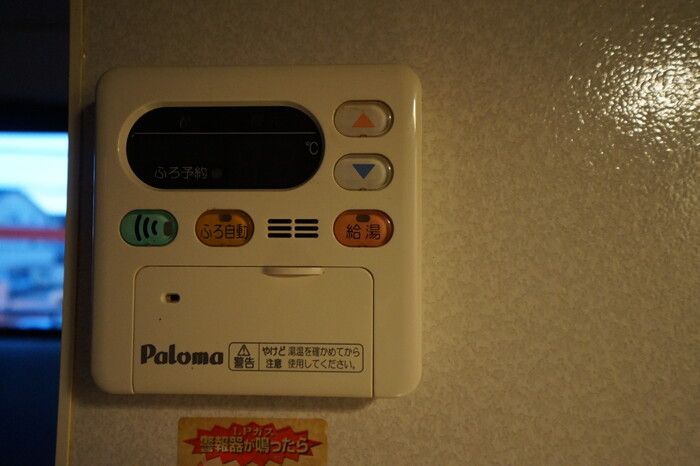 ℃
ふろ予約
ふろ自動
給湯
Paloma
警告
やけど注意
湯温を確かめてから
使用してください。
LPガス
警報器が鳴ったら